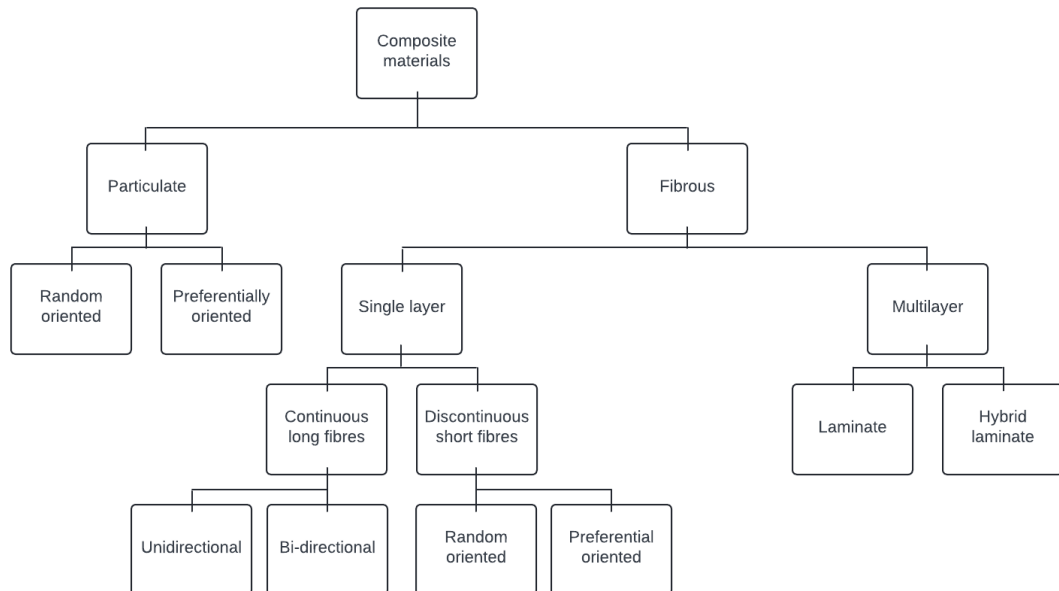 Composite
materials
Particulate
Fibrous
Random
oriented
Preferentially
oriented
Single layer
Multilayer
Continuous
long fibres
Discontinuous
short fibres
Laminate
Hybrid
laminate
Unidirectional
Bi-directional
Random
oriented
Preferential
oriented